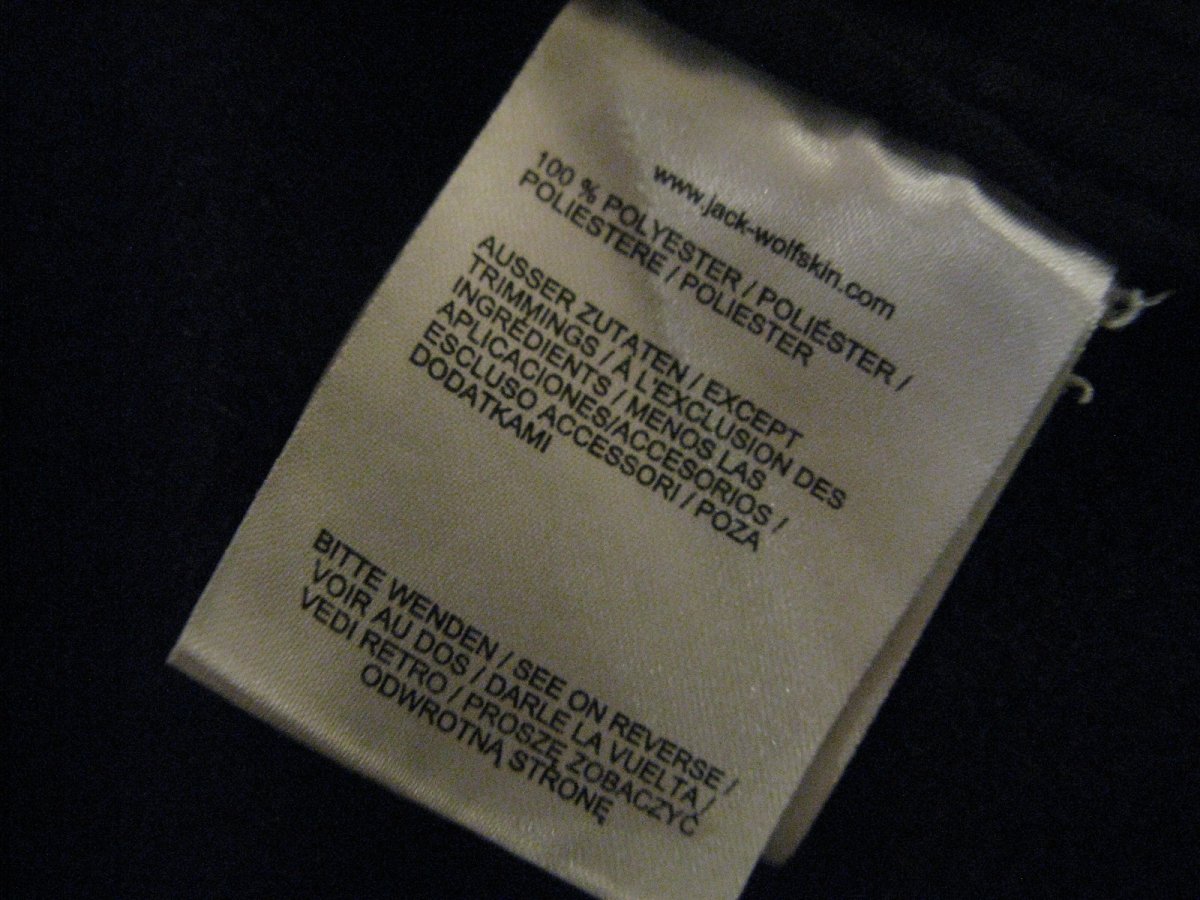 www.jack-wolfskin.com
100 % POLYESTER / POLIÉSTER /
POLIESTERE / POLIESTER
AUSSER ZUTATEN / EXCEPT
TRIMMINGS / À L'EXCLUSION DES
INGRÉDIENTS / MENOS LAS
APLICACIONES/ACCESORIOS /
ESCLUSO ACCESSORI / POZA
DODATKAMI
BITTE WENDEN / SEE ON REVERSE /
VOIR AU DOS / DARLE LA VUELTA /
VEDI RETRO / PROSZĘ ZOBACZYĆ
ODWROTNĄ STRONĘ